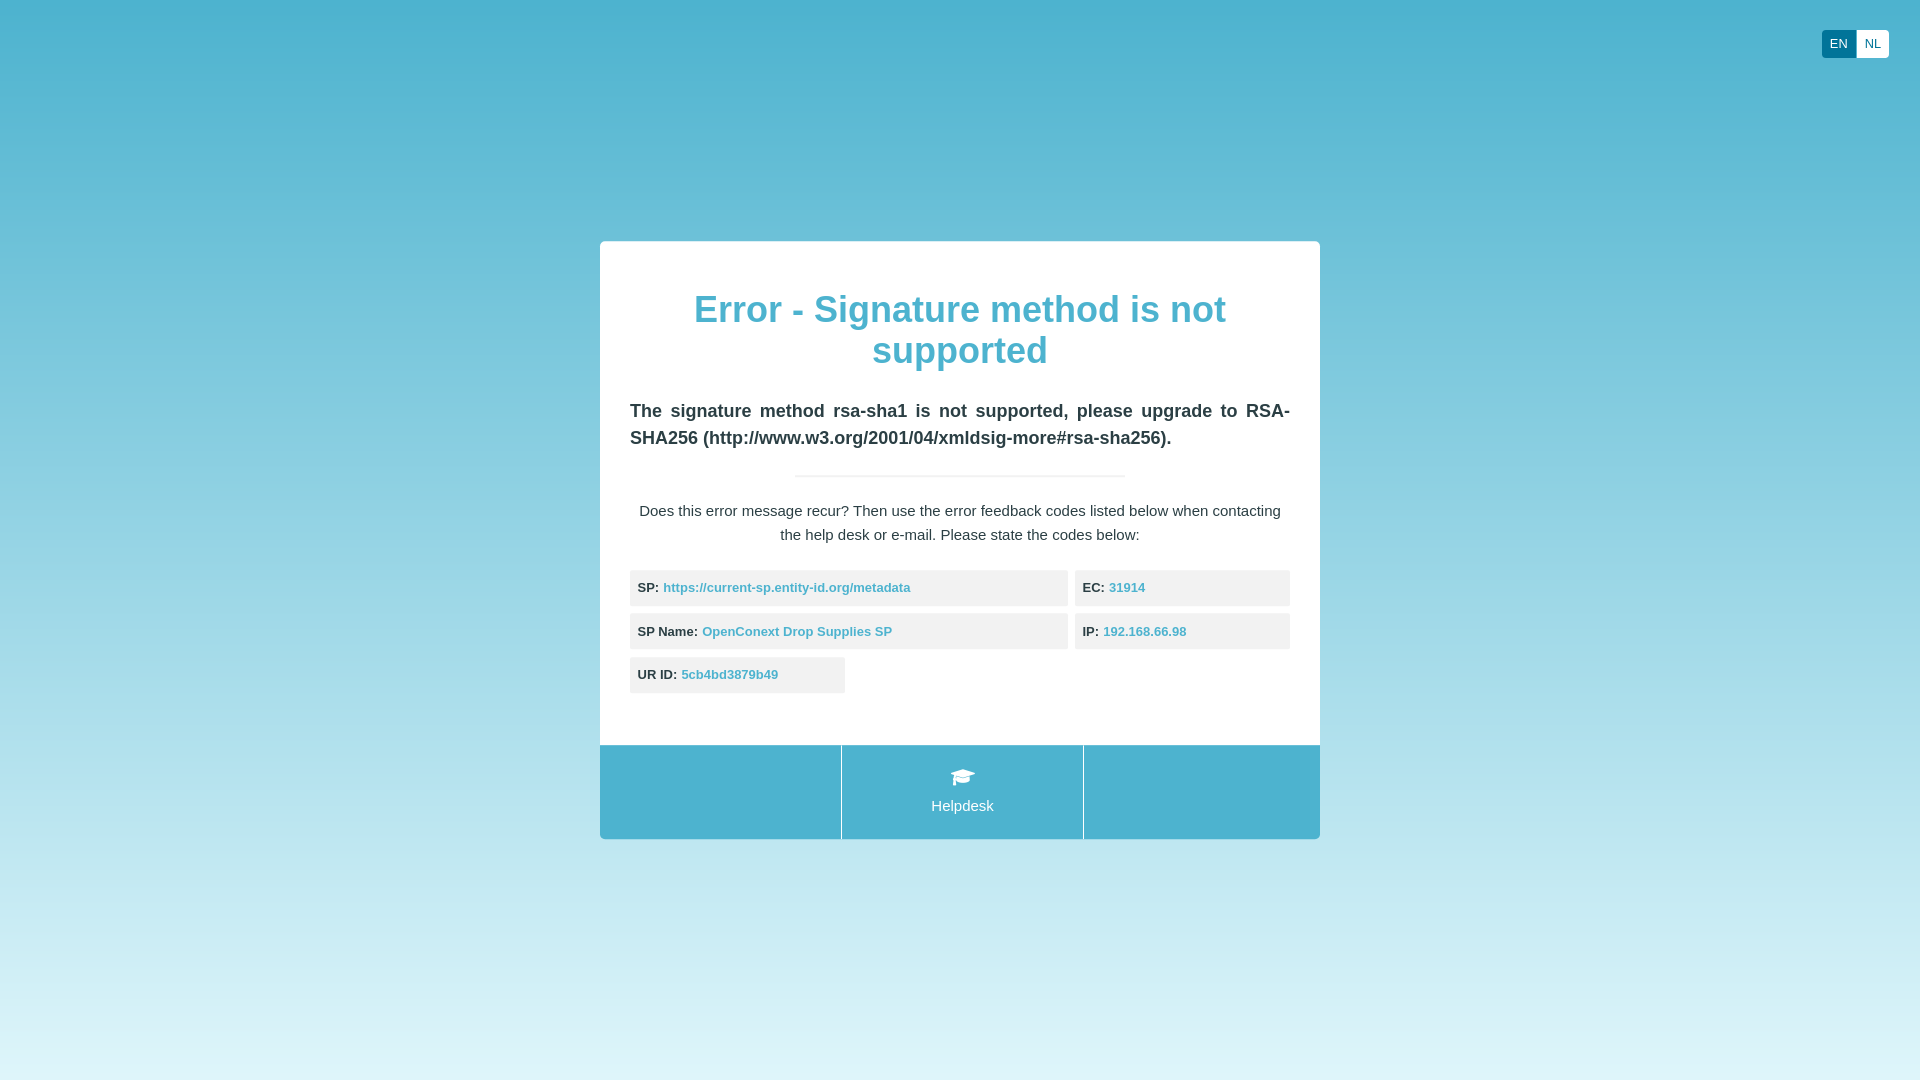 EN NL
Error - Signature method is not
supported
The signature method rsa-sha1 is not supported, please upgrade to RSA-
SHA256 (http://www.w3.org/2001/04/xmldsig-more#rsa-sha256).
Does this error message recur? Then use the error feedback codes listed below when contacting
the help desk or e-mail. Please state the codes below:
SP: https://current-sp.entity-id.org/metadata EC: 31914
SP Name: OpenConext Drop Supplies SP IP: 192.168.66.98
UR ID: 5cb4bd3879b49
Helpdesk